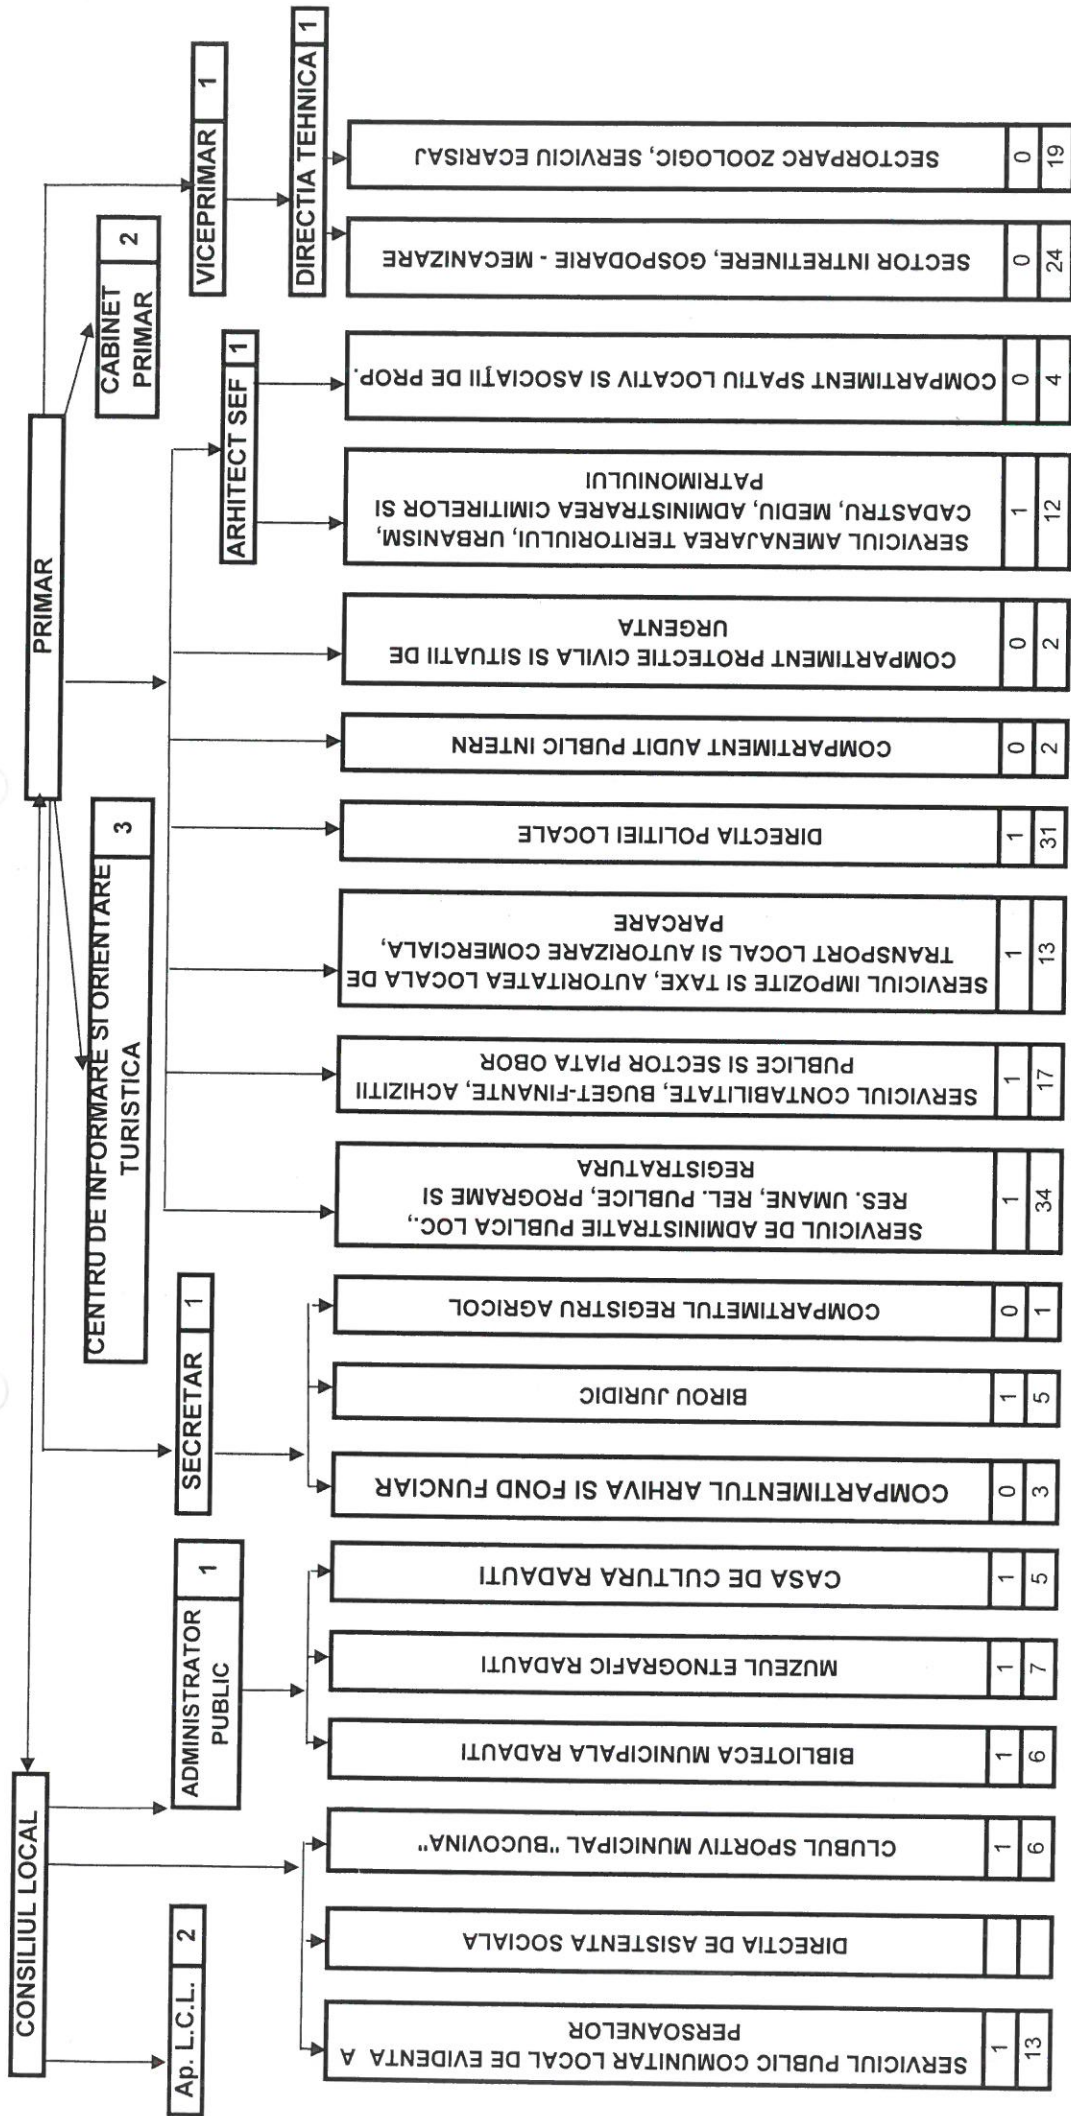 CONSILIUL LOCAL
PRIMAR
Ap. L.C.L.
2
ADMINISTRATOR
PUBLIC
1
SECRETAR
1
CENTRU DE INFORMARE SI ORIENTARE
TURISTICA
3
CABINET
PRIMAR
2
VICEPRIMAR
1
ARHITECT SEF
1
DIRECTIA TEHNICA
1
SERVICIUL PUBLIC COMUNITAR LOCAL DE EVIDENTA A
PERSOANELOR
1
13
DIRECTIA DE ASISTENTA SOCIALA
CLUBUL SPORTIV MUNICIPAL "BUCOVINA"
1
6
BIBLIOTECA MUNICIPALA RADAUTI
1
6
MUZEUL ETNOGRAFIC RADAUTI
1
7
CASA DE CULTURA RADAUTI
1
5
COMPARTIMENTUL ARHIVA SI FOND FUNCIAR
0
3
BIROU JURIDIC
1
5
COMPARTIMETUL REGISTRU AGRICOL
0
1
SERVICIUL DE ADMINISTRATIE PUBLICA LOC.,
RES. UMANE, REL. PUBLICE, PROGRAME SI
REGISTRATURA
1
34
SERVICIUL CONTABILITATE, BUGET-FINANTE, ACHIZITII
PUBLICE SI SECTOR PIATA OBOR
1
17
SERVICIUL IMPOZITE SI TAXE, AUTORITATEA LOCALA DE
TRANSPORT LOCAL SI AUTORIZARE COMERCIALA,
PARCARE
1
13
DIRECTIA POLITIEI LOCALE
1
31
COMPARTIMENT AUDIT PUBLIC INTERN
0
2
COMPARTIMENT PROTECTIE CIVILA SI SITUATII DE
URGENTA
0
2
SERVICIUL AMENAJAREA TERITORIULUI, URBANISM,
CADASTRU, MEDIU, ADMINISTRAREA CIMITIRELOR SI
PATRIMONIULUI
1
12
COMPARTIMENT SPATIU LOCATIV SI ASOCIAŢII DE PROP.
0
4
SECTOR INTRETINERE, GOSPODARIE - MECANIZARE
0
24
SECTORPARC ZOOLOGIC, SERVICIU ECARISAJ
0
19